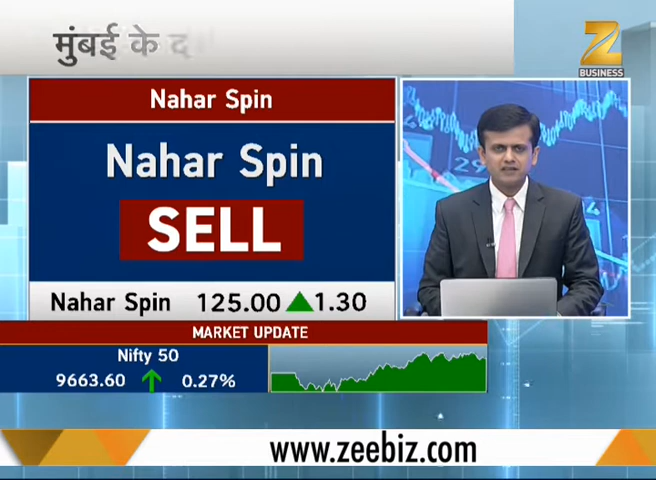 मुंबई के
BUSINESS
Nahar Spin
Nahar Spin
SELL
Nahar Spin 125.00 ▲ 1.30
MARKET UPDATE
Nifty 50
9663.60 ↑ 0.27%
www.zeebiz.com